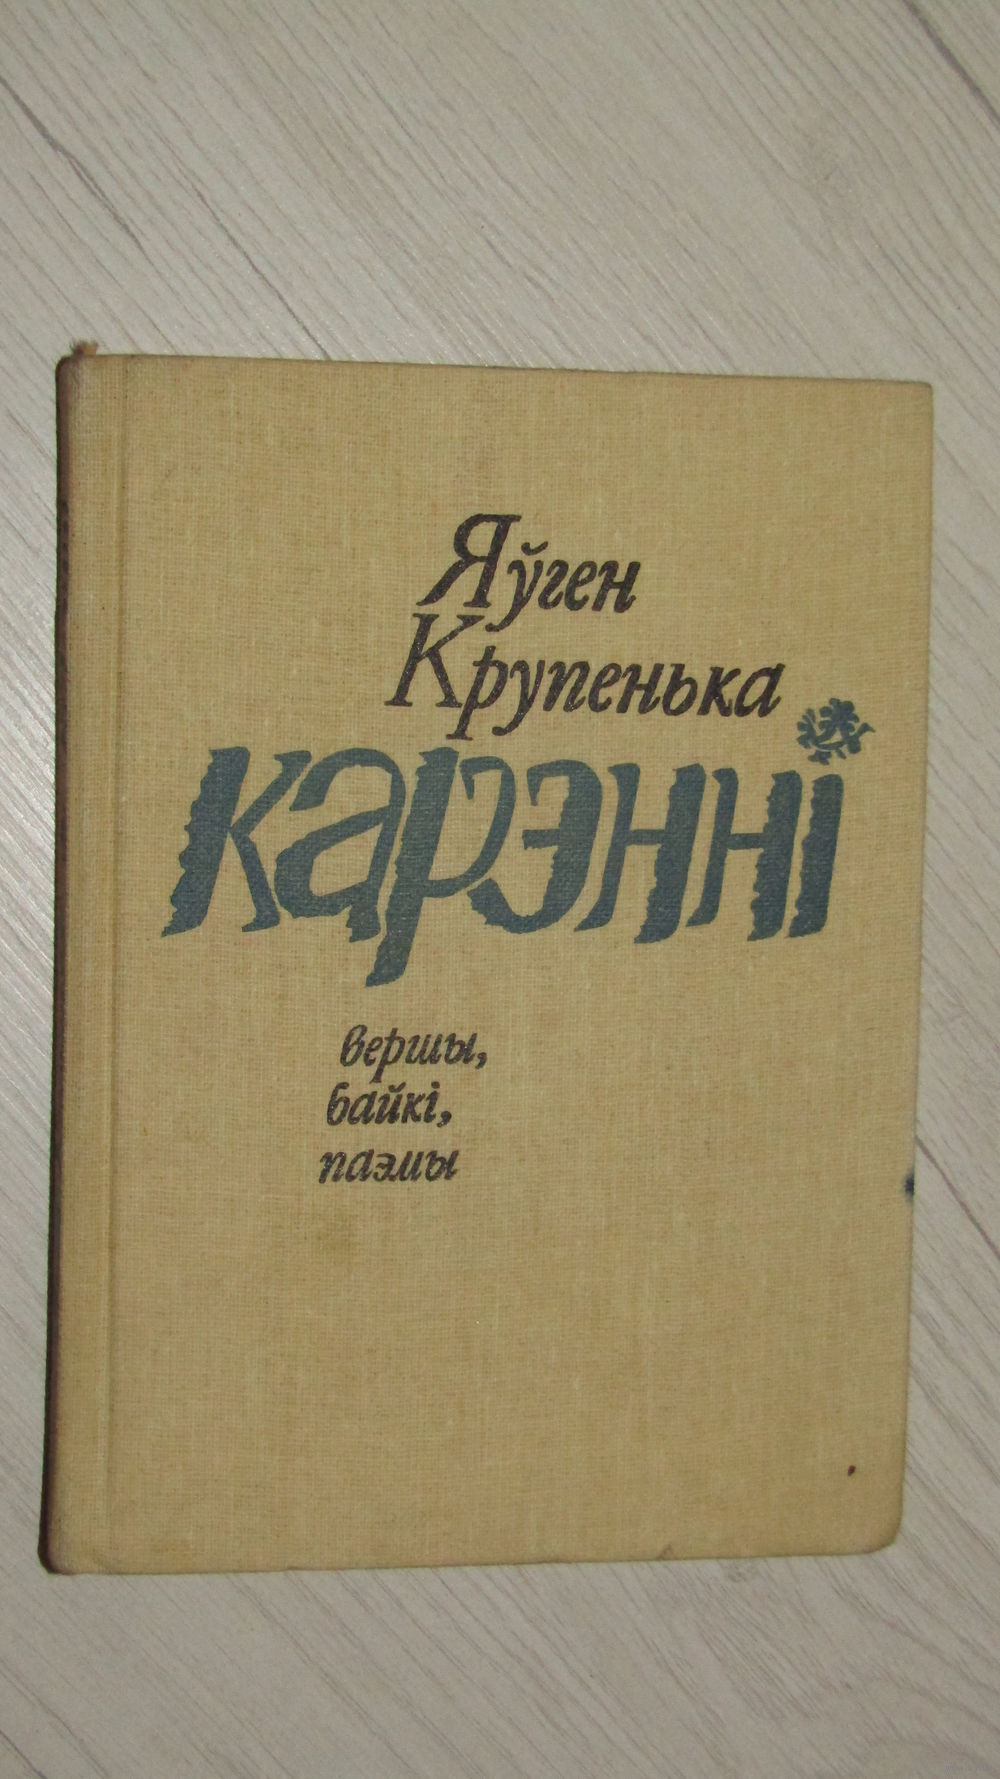 Яўген
Крупенька
карэнні
вершы,
байкі,
паэмы